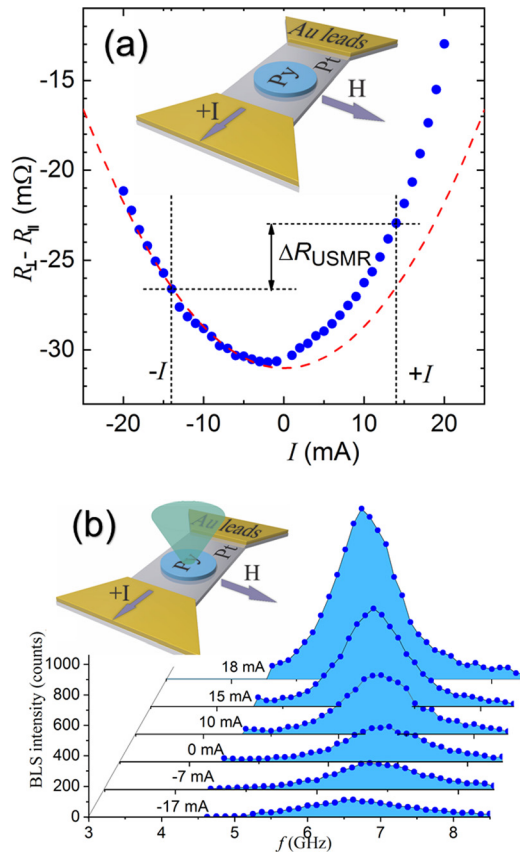 (a)
Au leads
Pt
Py
H
+I
R⊥- R∥ (mΩ)
-15
-20
-25
-30
ΔR_USMR
-I
+I
-20 -10 0 10 20
I (mA)
(b)
Au leads
Pt
Py
H
+I
BLS intensity (counts)
1000
800
600
400
200
0
18 mA
15 mA
10 mA
0 mA
-7 mA
-17 mA
3 4 5 6 7 8
f (GHz)